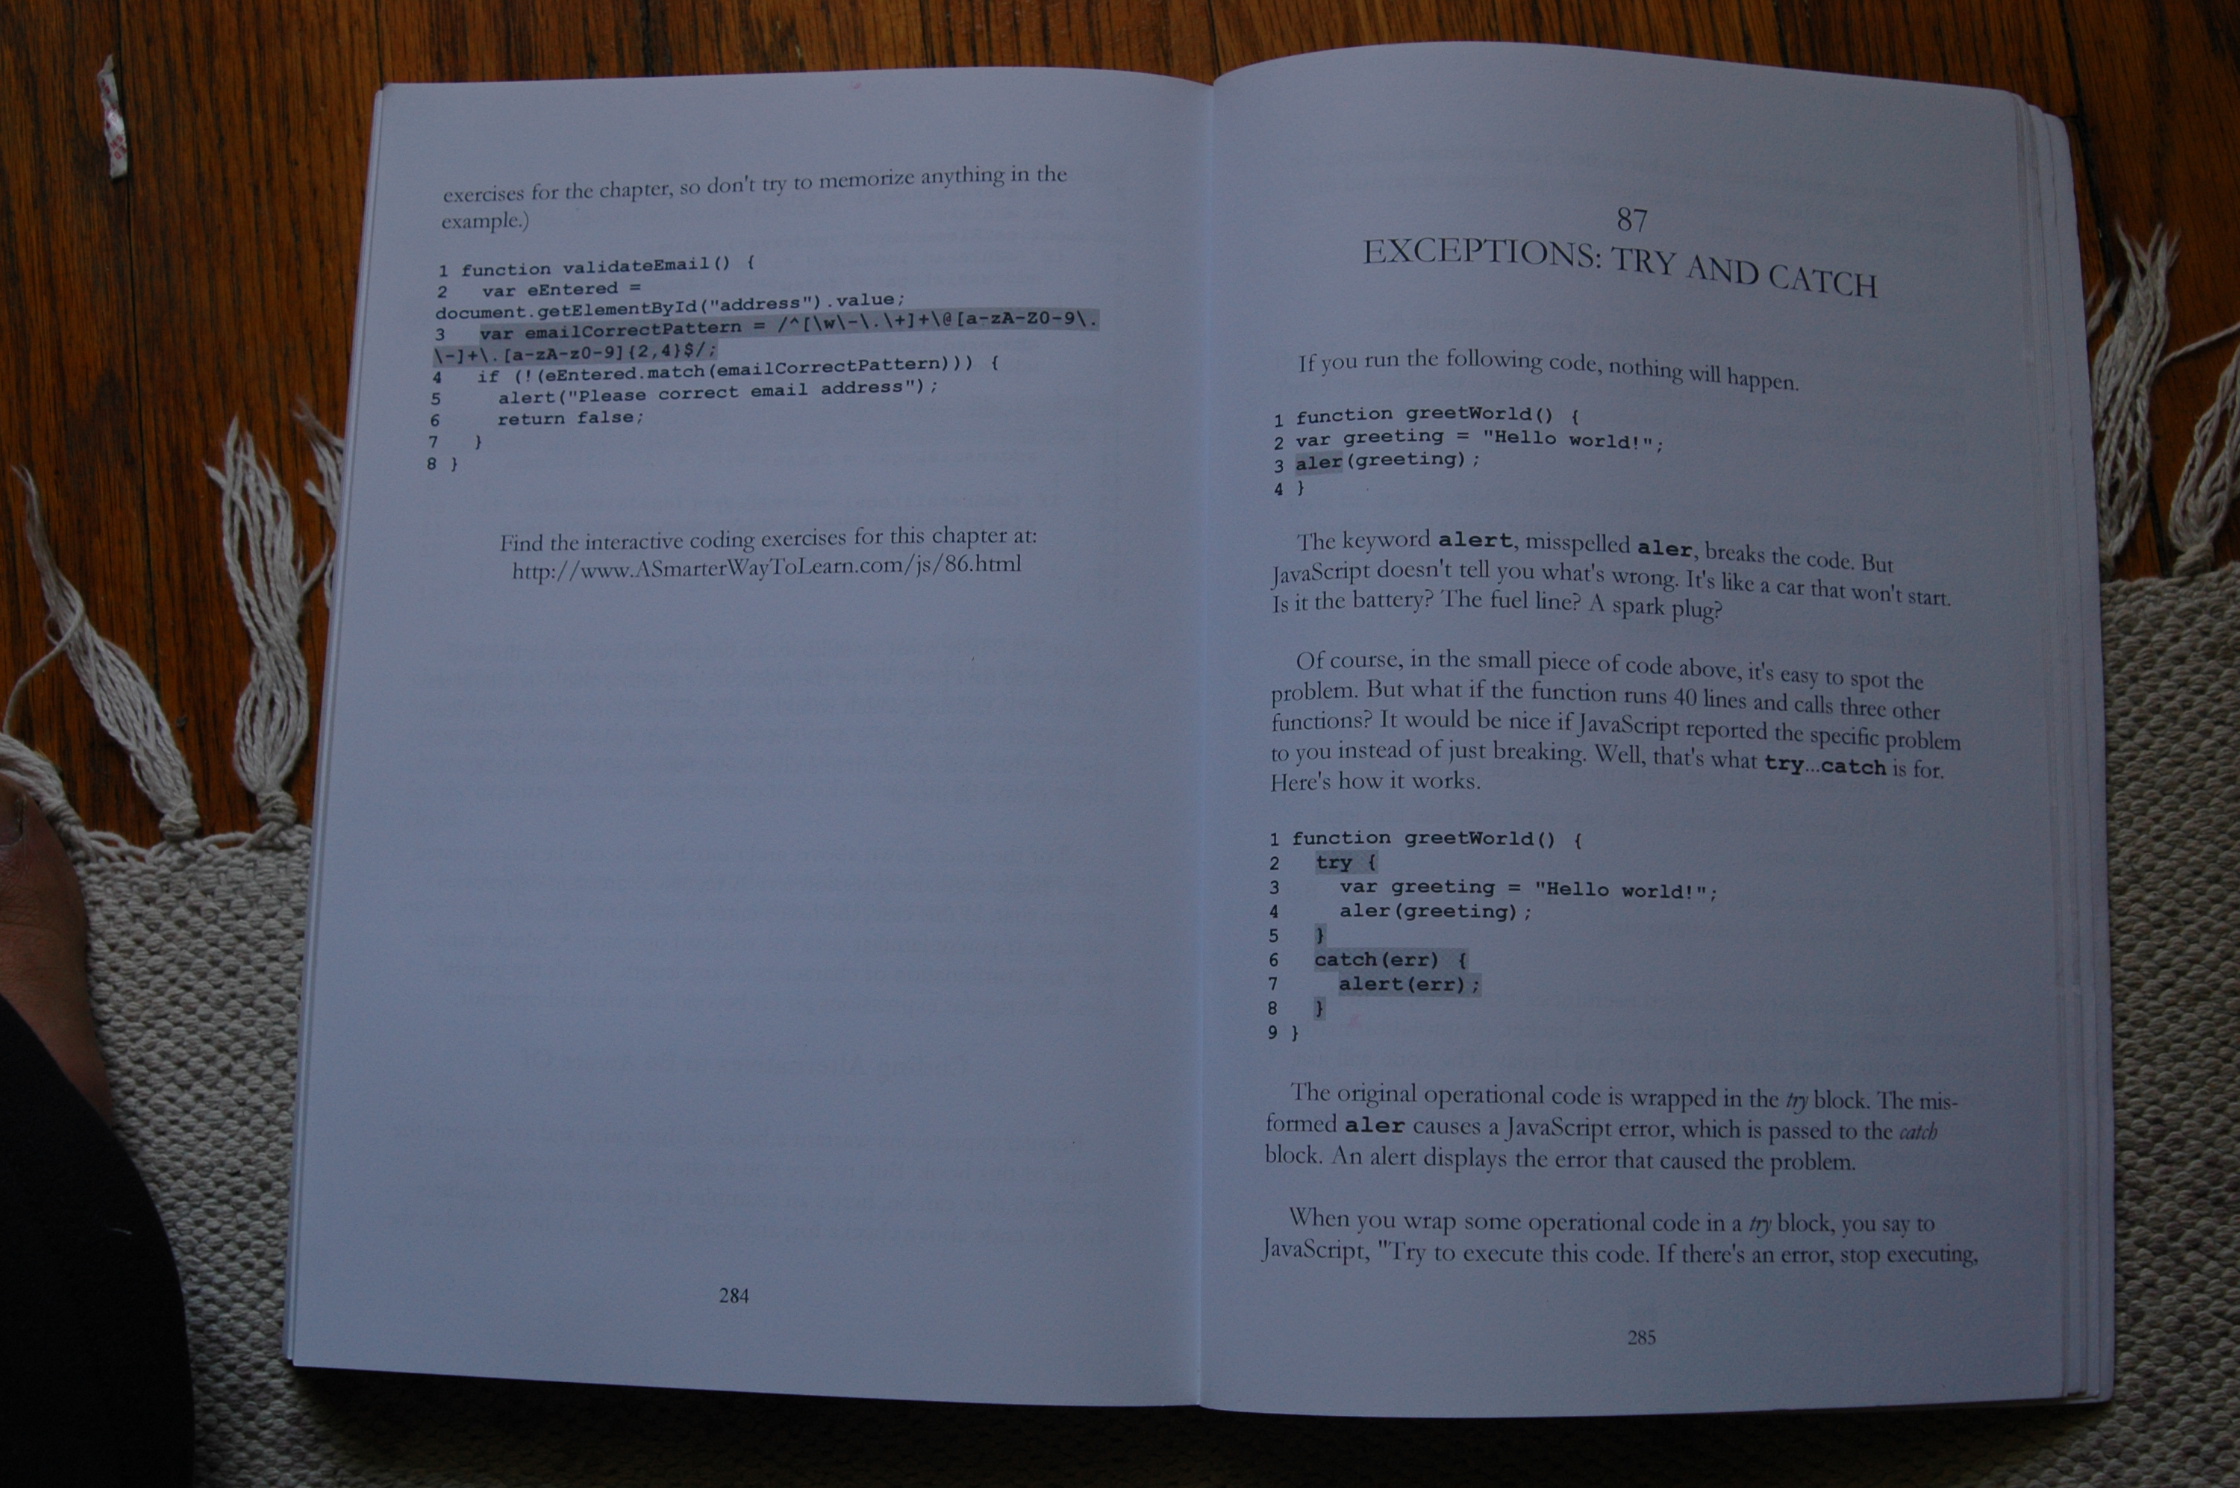 exercises for the chapter, so don't try to memorize anything in the
example.)
1 function validateEmail() {
2 var eEntered =
document.getElementById("address").value;
3 var emailCorrectPattern = /^[\w\-\.\+]+\@[a-zA-Z0-9\.
\-]+\.[a-zA-z0-9]{2,4}$/;
4 if (!(eEntered.match(emailCorrectPattern))) {
5 alert("Please correct email address");
6 return false;
7 }
8 }
Find the interactive coding exercises for this chapter at:
http://www.ASmarterWayToLearn.com/js/86.html
284
87
EXCEPTIONS: TRY AND CATCH
If you run the following code, nothing will happen.
1 function greetWorld() {
2 var greeting = "Hello world!";
3 aler(greeting);
4 }
The keyword alert, misspelled aler, breaks the code. But
JavaScript doesn't tell you what's wrong. It's like a car that won't start.
Is it the battery? The fuel line? A spark plug?
Of course, in the small piece of code above, it's easy to spot the
problem. But what if the function runs 40 lines and calls three other
functions? It would be nice if JavaScript reported the specific problem
to you instead of just breaking. Well, that's what try...catch is for.
Here's how it works.
1 function greetWorld() {
2 try {
3 var greeting = "Hello world!";
4 aler(greeting);
5 }
6 catch(err) {
7 alert(err);
8 }
9 }
The original operational code is wrapped in the try block. The mis-
formed aler causes a JavaScript error, which is passed to the catch
block. An alert displays the error that caused the problem.
When you wrap some operational code in a try block, you say to
JavaScript, "Try to execute this code. If there's an error, stop executing,
285